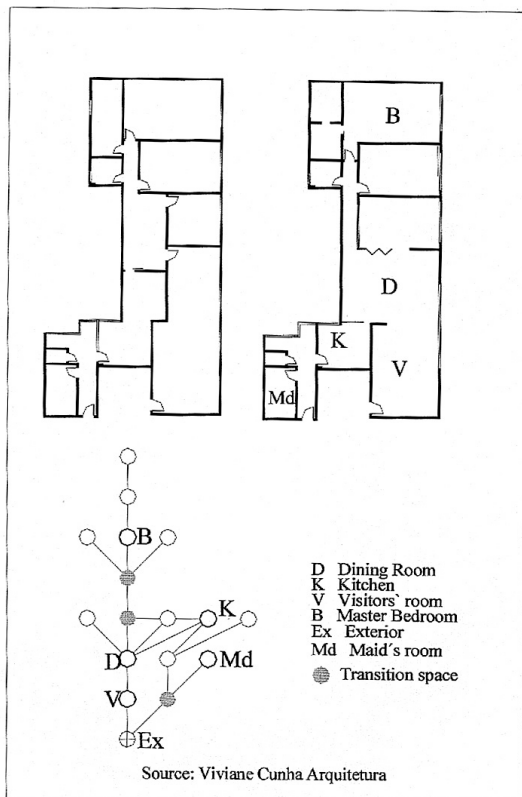 B
D
K
V
Md
B
K
D
Md
V
Ex
D Dining Room
K Kitchen
V Visitors` room
B Master Bedroom
Ex Exterior
Md Maid´s room
Transition space
Source: Viviane Cunha Arquitetura